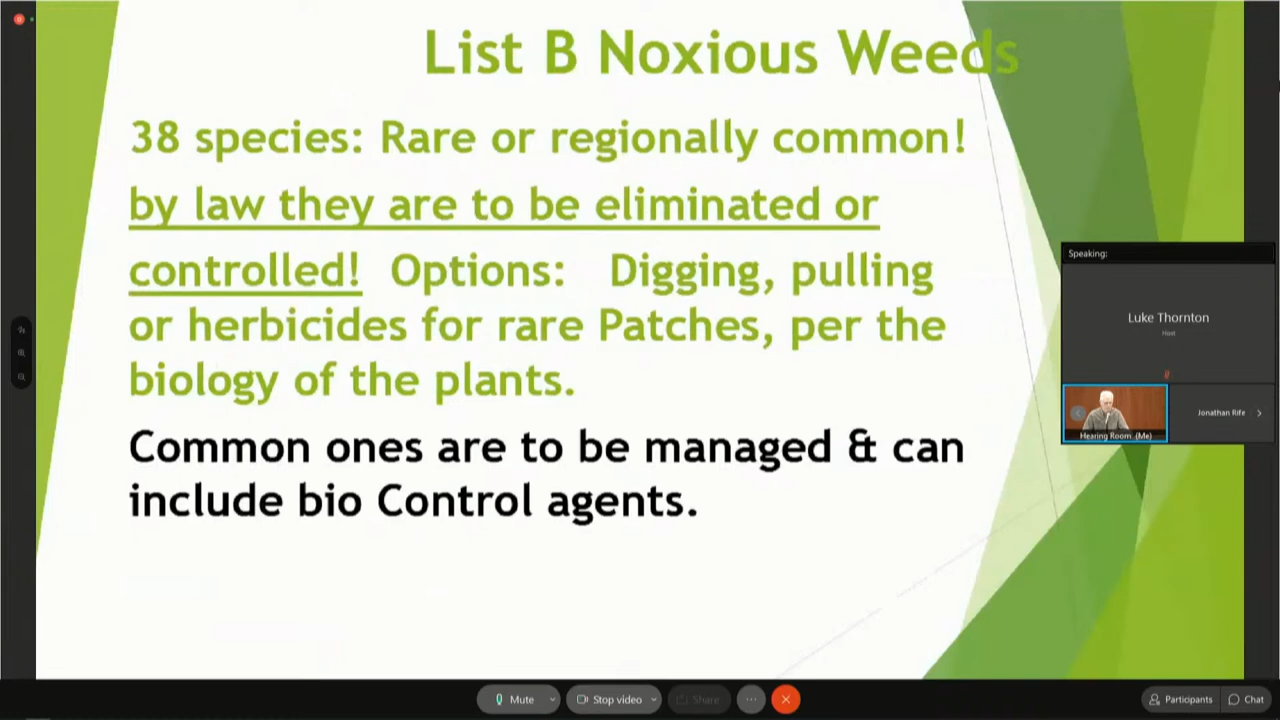 List B Noxious Weeds
38 species: Rare or regionally common!
by law they are to be eliminated or
controlled! Options: Digging, pulling
or herbicides for rare Patches, per the
biology of the plants.
Common ones are to be managed & can
include bio Control agents.
Speaking:
Luke Thornton
Host
Hearing Room (Me)
Jonathan Rife
Mute
Stop video
Share
Participants
Chat